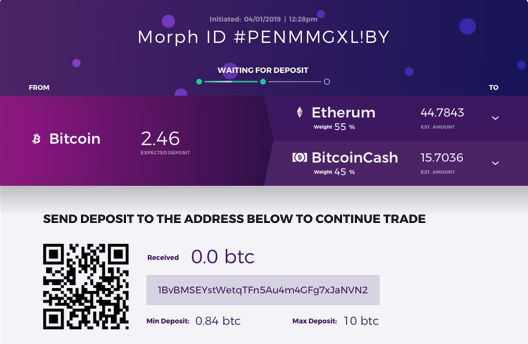 Initiated: 04/01/2019 | 12:28pm
Morph ID #PENMMGXL!BY
WAITING FOR DEPOSIT
FROM
TO
Bitcoin
2.46
EXPECTED DEPOSIT
Etherum
Weight 55 %
44.7843
EST. AMOUNT
BitcoinCash
Weight 45 %
15.7036
EST. AMOUNT
SEND DEPOSIT TO THE ADDRESS BELOW TO CONTINUE TRADE
Received 0.0 btc
1BvBMSEYstWetqTFn5Au4m4GFg7xJaNVN2
Min Deposit: 0.84 btc
Max Deposit: 10 btc